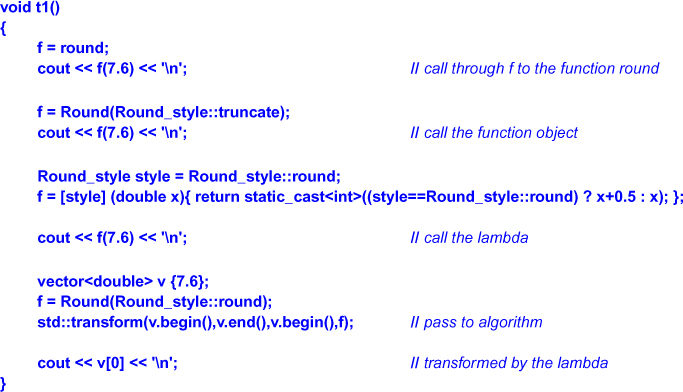 void t1()
{
f = round;
cout << f(7.6) << '\n'; // call through f to the function round
f = Round(Round_style::truncate);
cout << f(7.6) << '\n'; // call the function object
Round_style style = Round_style::round;
f = [style] (double x){ return static_cast<int>((style==Round_style::round) ? x+0.5 : x); };
cout << f(7.6) << '\n'; // call the lambda
vector<double> v {7.6};
f = Round(Round_style::round);
std::transform(v.begin(),v.end(),v.begin(),f); // pass to algorithm
cout << v[0] << '\n'; // transformed by the lambda
}